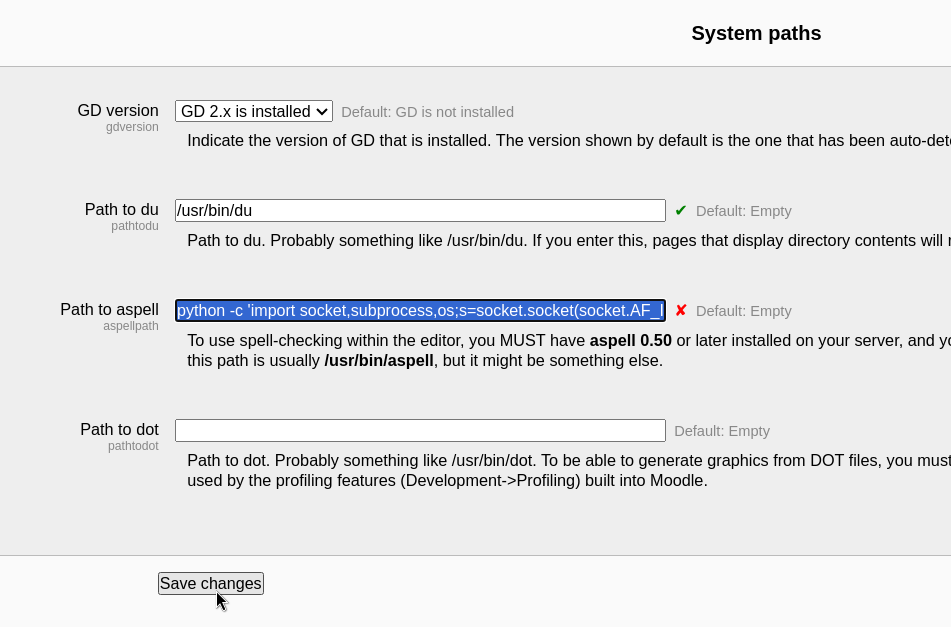 System paths
GD version
GD 2.x is installed
Default: GD is not installed
gdversion
Indicate the version of GD that is installed. The version shown by default is the one that has been
Path to du
/usr/bin/du
✔ Default: Empty
pathtodu
Path to du. Probably something like /usr/bin/du. If you enter this, pages that display directory contents will
Path to aspell
python -c 'import socket,subprocess,os;s=socket.socket(socket.AF_I
✘ Default: Empty
aspellpath
To use spell-checking within the editor, you MUST have aspell 0.50 or later installed on your server, and
this path is usually /usr/bin/aspell, but it might be something else.
Path to dot
Default: Empty
pathtodot
Path to dot. Probably something like /usr/bin/dot. To be able to generate graphics from DOT files, you must
used by the profiling features (Development->Profiling) built into Moodle.
Save changes